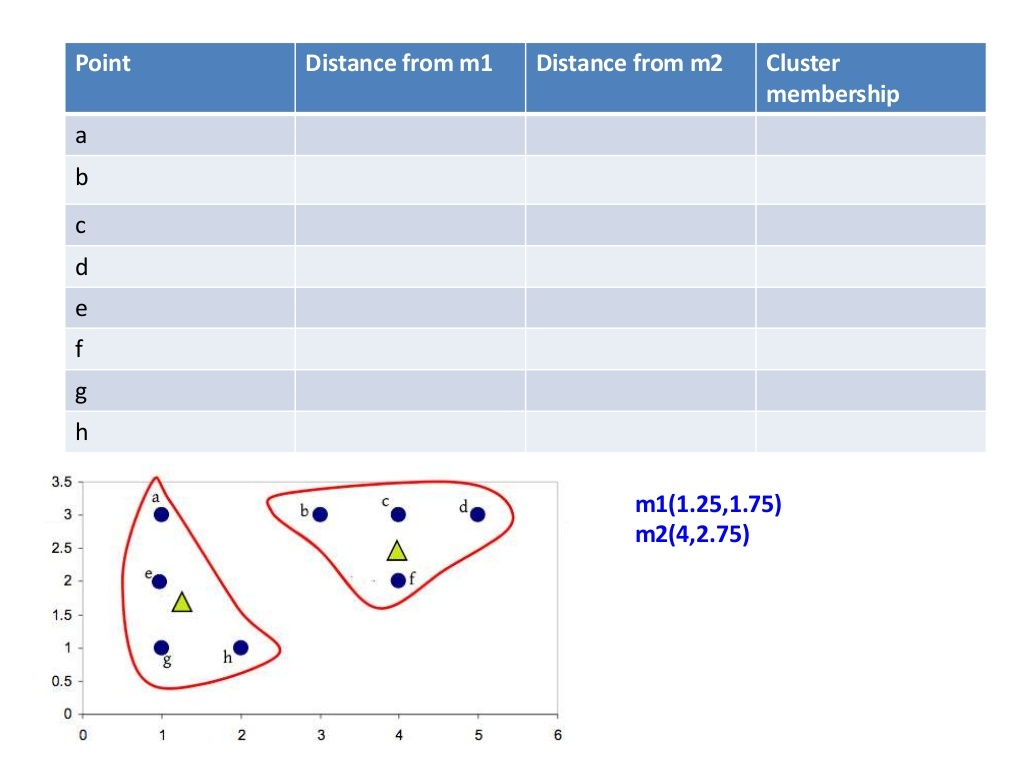 Point Distance from m1 Distance from m2 Cluster
membership
a
b
c
d
e
f
g
h
3.5
3
2.5
2
1.5
1
0.5
0
a
b
c
d
e
f
g
h
0 1 2 3 4 5 6
m1(1.25,1.75)
m2(4,2.75)